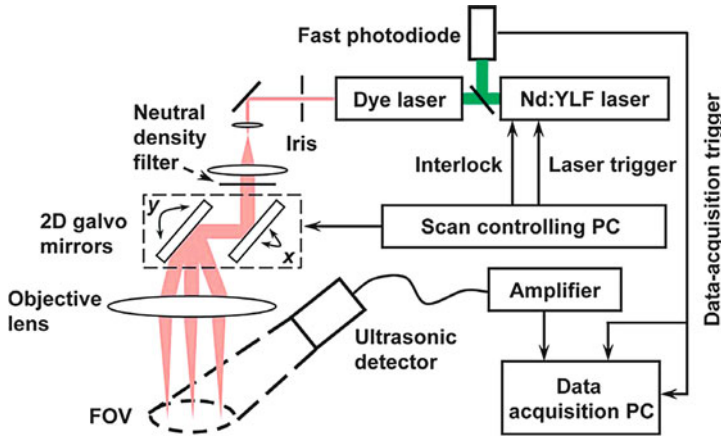 Fast photodiode
Dye laser
Nd:YLF laser
Neutral
density
filter
Iris
Interlock
Laser trigger
Data-acquisition trigger
2D galvo
mirrors
y
x
Scan controlling PC
Objective
lens
Ultrasonic
detector
Amplifier
FOV
Data
acquisition PC